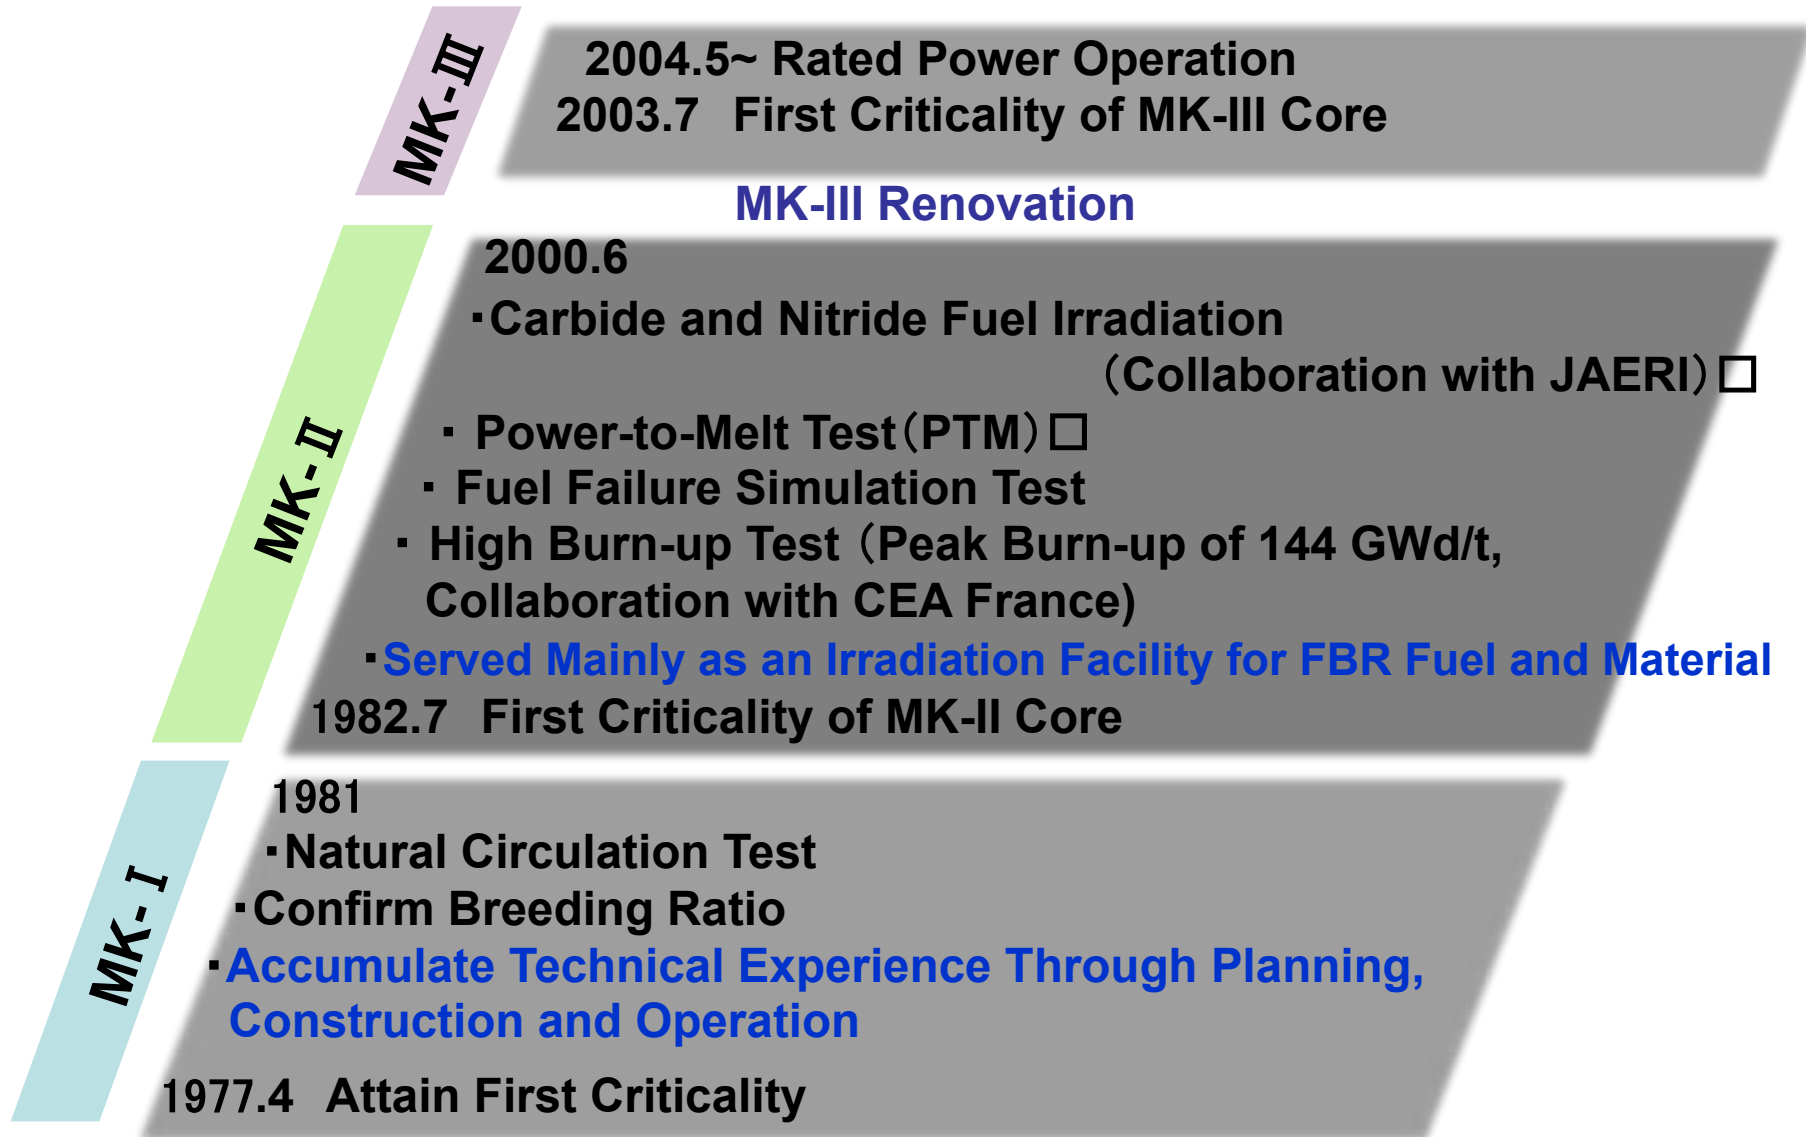 MK-Ⅲ
2004.5~ Rated Power Operation
2003.7 First Criticality of MK-III Core
MK-III Renovation
MK-Ⅱ
2000.6
・Carbide and Nitride Fuel Irradiation
（Collaboration with JAERI）□
・ Power-to-Melt Test（PTM）□
・ Fuel Failure Simulation Test
・ High Burn-up Test （Peak Burn-up of 144 GWd/t,
Collaboration with CEA France)
・Served Mainly as an Irradiation Facility for FBR Fuel and Material
1982.7 First Criticality of MK-II Core
MK-Ⅰ
1981
・Natural Circulation Test
・Confirm Breeding Ratio
・Accumulate Technical Experience Through Planning,
Construction and Operation
1977.4 Attain First Criticality